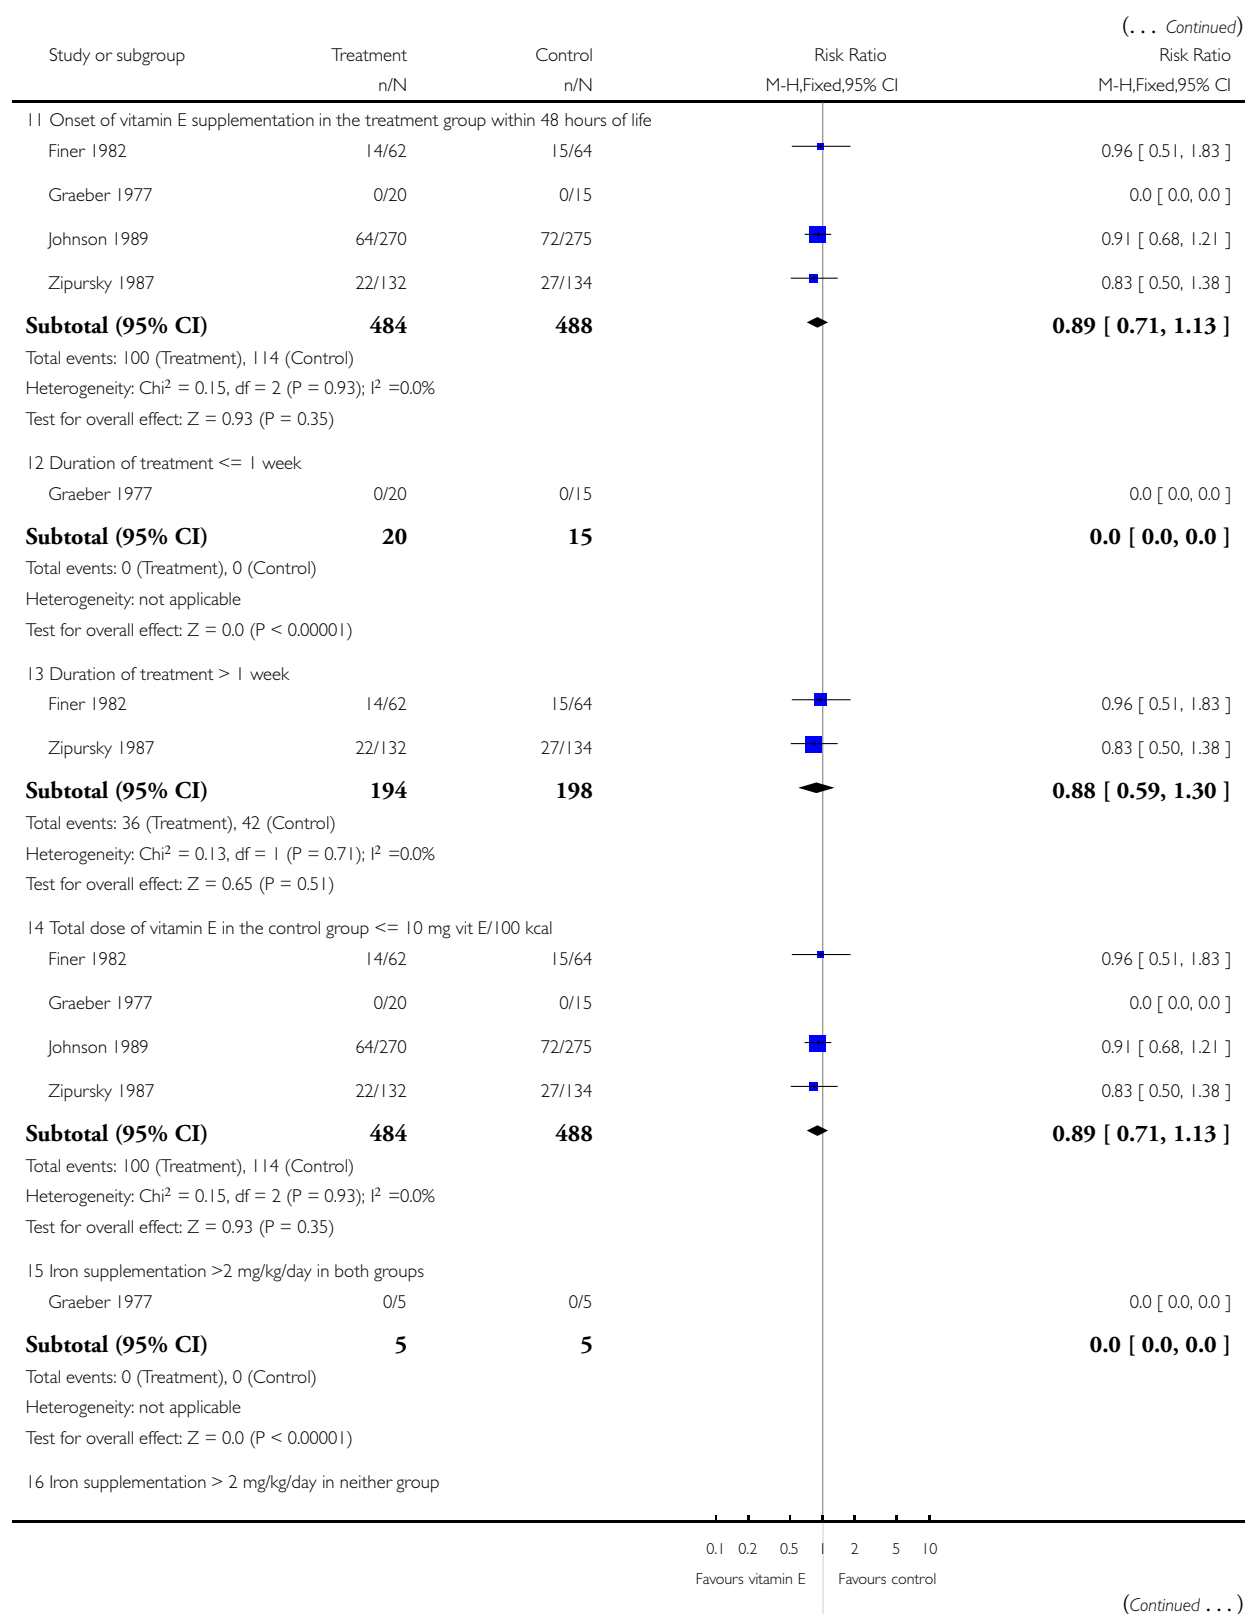 (. . . Continued)
Study or subgroup Treatment Control Risk Ratio Risk Ratio
n/N n/N M-H,Fixed,95% CI M-H,Fixed,95% CI
11 Onset of vitamin E supplementation in the treatment group within 48 hours of life
Finer 1982 14/62 15/64 0.96 [ 0.51, 1.83 ]
Graeber 1977 0/20 0/15 0.0 [ 0.0, 0.0 ]
Johnson 1989 64/270 72/275 0.91 [ 0.68, 1.21 ]
Zipursky 1987 22/132 27/134 0.83 [ 0.50, 1.38 ]
Subtotal (95% CI) 484 488 0.89 [ 0.71, 1.13 ]
Total events: 100 (Treatment), 114 (Control)
Heterogeneity: Chi² = 0.15, df = 2 (P = 0.93); I² =0.0%
Test for overall effect: Z = 0.93 (P = 0.35)
12 Duration of treatment <= 1 week
Graeber 1977 0/20 0/15 0.0 [ 0.0, 0.0 ]
Subtotal (95% CI) 20 15 0.0 [ 0.0, 0.0 ]
Total events: 0 (Treatment), 0 (Control)
Heterogeneity: not applicable
Test for overall effect: Z = 0.0 (P < 0.00001)
13 Duration of treatment > 1 week
Finer 1982 14/62 15/64 0.96 [ 0.51, 1.83 ]
Zipursky 1987 22/132 27/134 0.83 [ 0.50, 1.38 ]
Subtotal (95% CI) 194 198 0.88 [ 0.59, 1.30 ]
Total events: 36 (Treatment), 42 (Control)
Heterogeneity: Chi² = 0.13, df = 1 (P = 0.71); I² =0.0%
Test for overall effect: Z = 0.65 (P = 0.51)
14 Total dose of vitamin E in the control group <= 10 mg vit E/100 kcal
Finer 1982 14/62 15/64 0.96 [ 0.51, 1.83 ]
Graeber 1977 0/20 0/15 0.0 [ 0.0, 0.0 ]
Johnson 1989 64/270 72/275 0.91 [ 0.68, 1.21 ]
Zipursky 1987 22/132 27/134 0.83 [ 0.50, 1.38 ]
Subtotal (95% CI) 484 488 0.89 [ 0.71, 1.13 ]
Total events: 100 (Treatment), 114 (Control)
Heterogeneity: Chi² = 0.15, df = 2 (P = 0.93); I² =0.0%
Test for overall effect: Z = 0.93 (P = 0.35)
15 Iron supplementation >2 mg/kg/day in both groups
Graeber 1977 0/5 0/5 0.0 [ 0.0, 0.0 ]
Subtotal (95% CI) 5 5 0.0 [ 0.0, 0.0 ]
Total events: 0 (Treatment), 0 (Control)
Heterogeneity: not applicable
Test for overall effect: Z = 0.0 (P < 0.00001)
16 Iron supplementation > 2 mg/kg/day in neither group
0.1 0.2 0.5 1 2 5 10
Favours vitamin E Favours control
(Continued . . . )